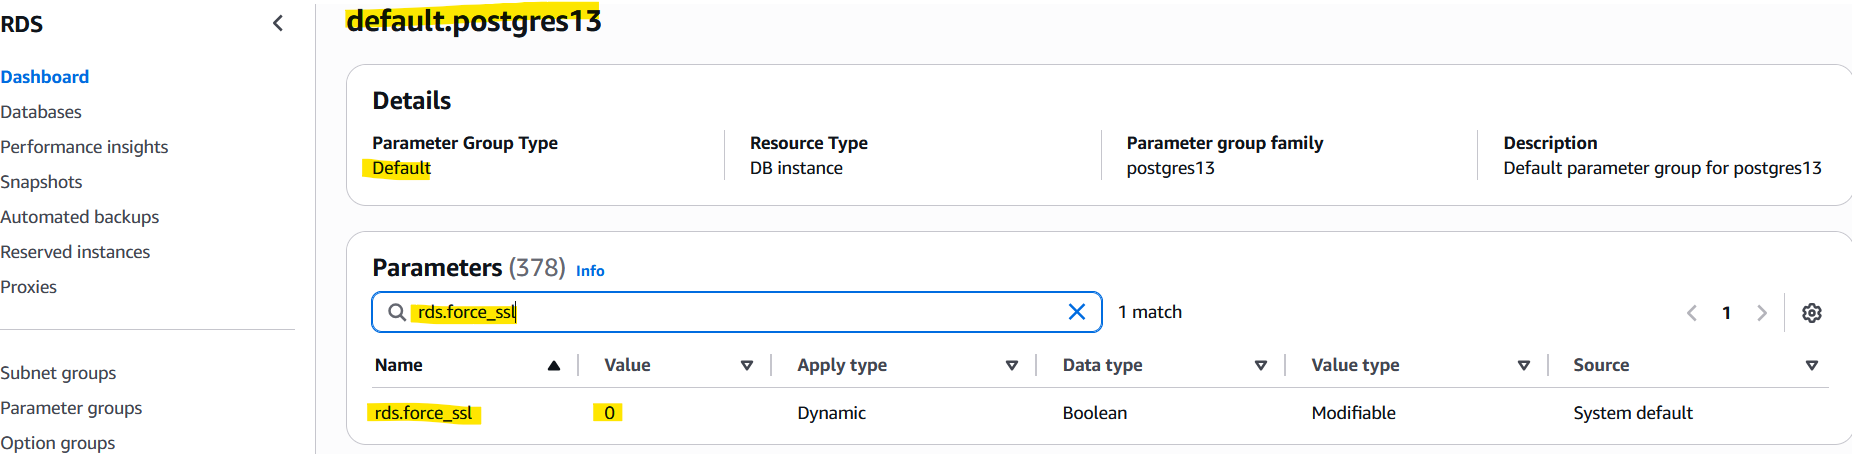 RDS
Dashboard
Databases
Performance insights
Snapshots
Automated backups
Reserved instances
Proxies
Subnet groups
Parameter groups
Option groups
default.postgres13
Details
Parameter Group Type
Default
Resource Type
DB instance
Parameter group family
postgres13
Description
Default parameter group for postgres13
Parameters (378) Info
rds.force_ssl
1 match
1
Name Value Apply type Data type Value type Source
rds.force_ssl 0 Dynamic Boolean Modifiable System default